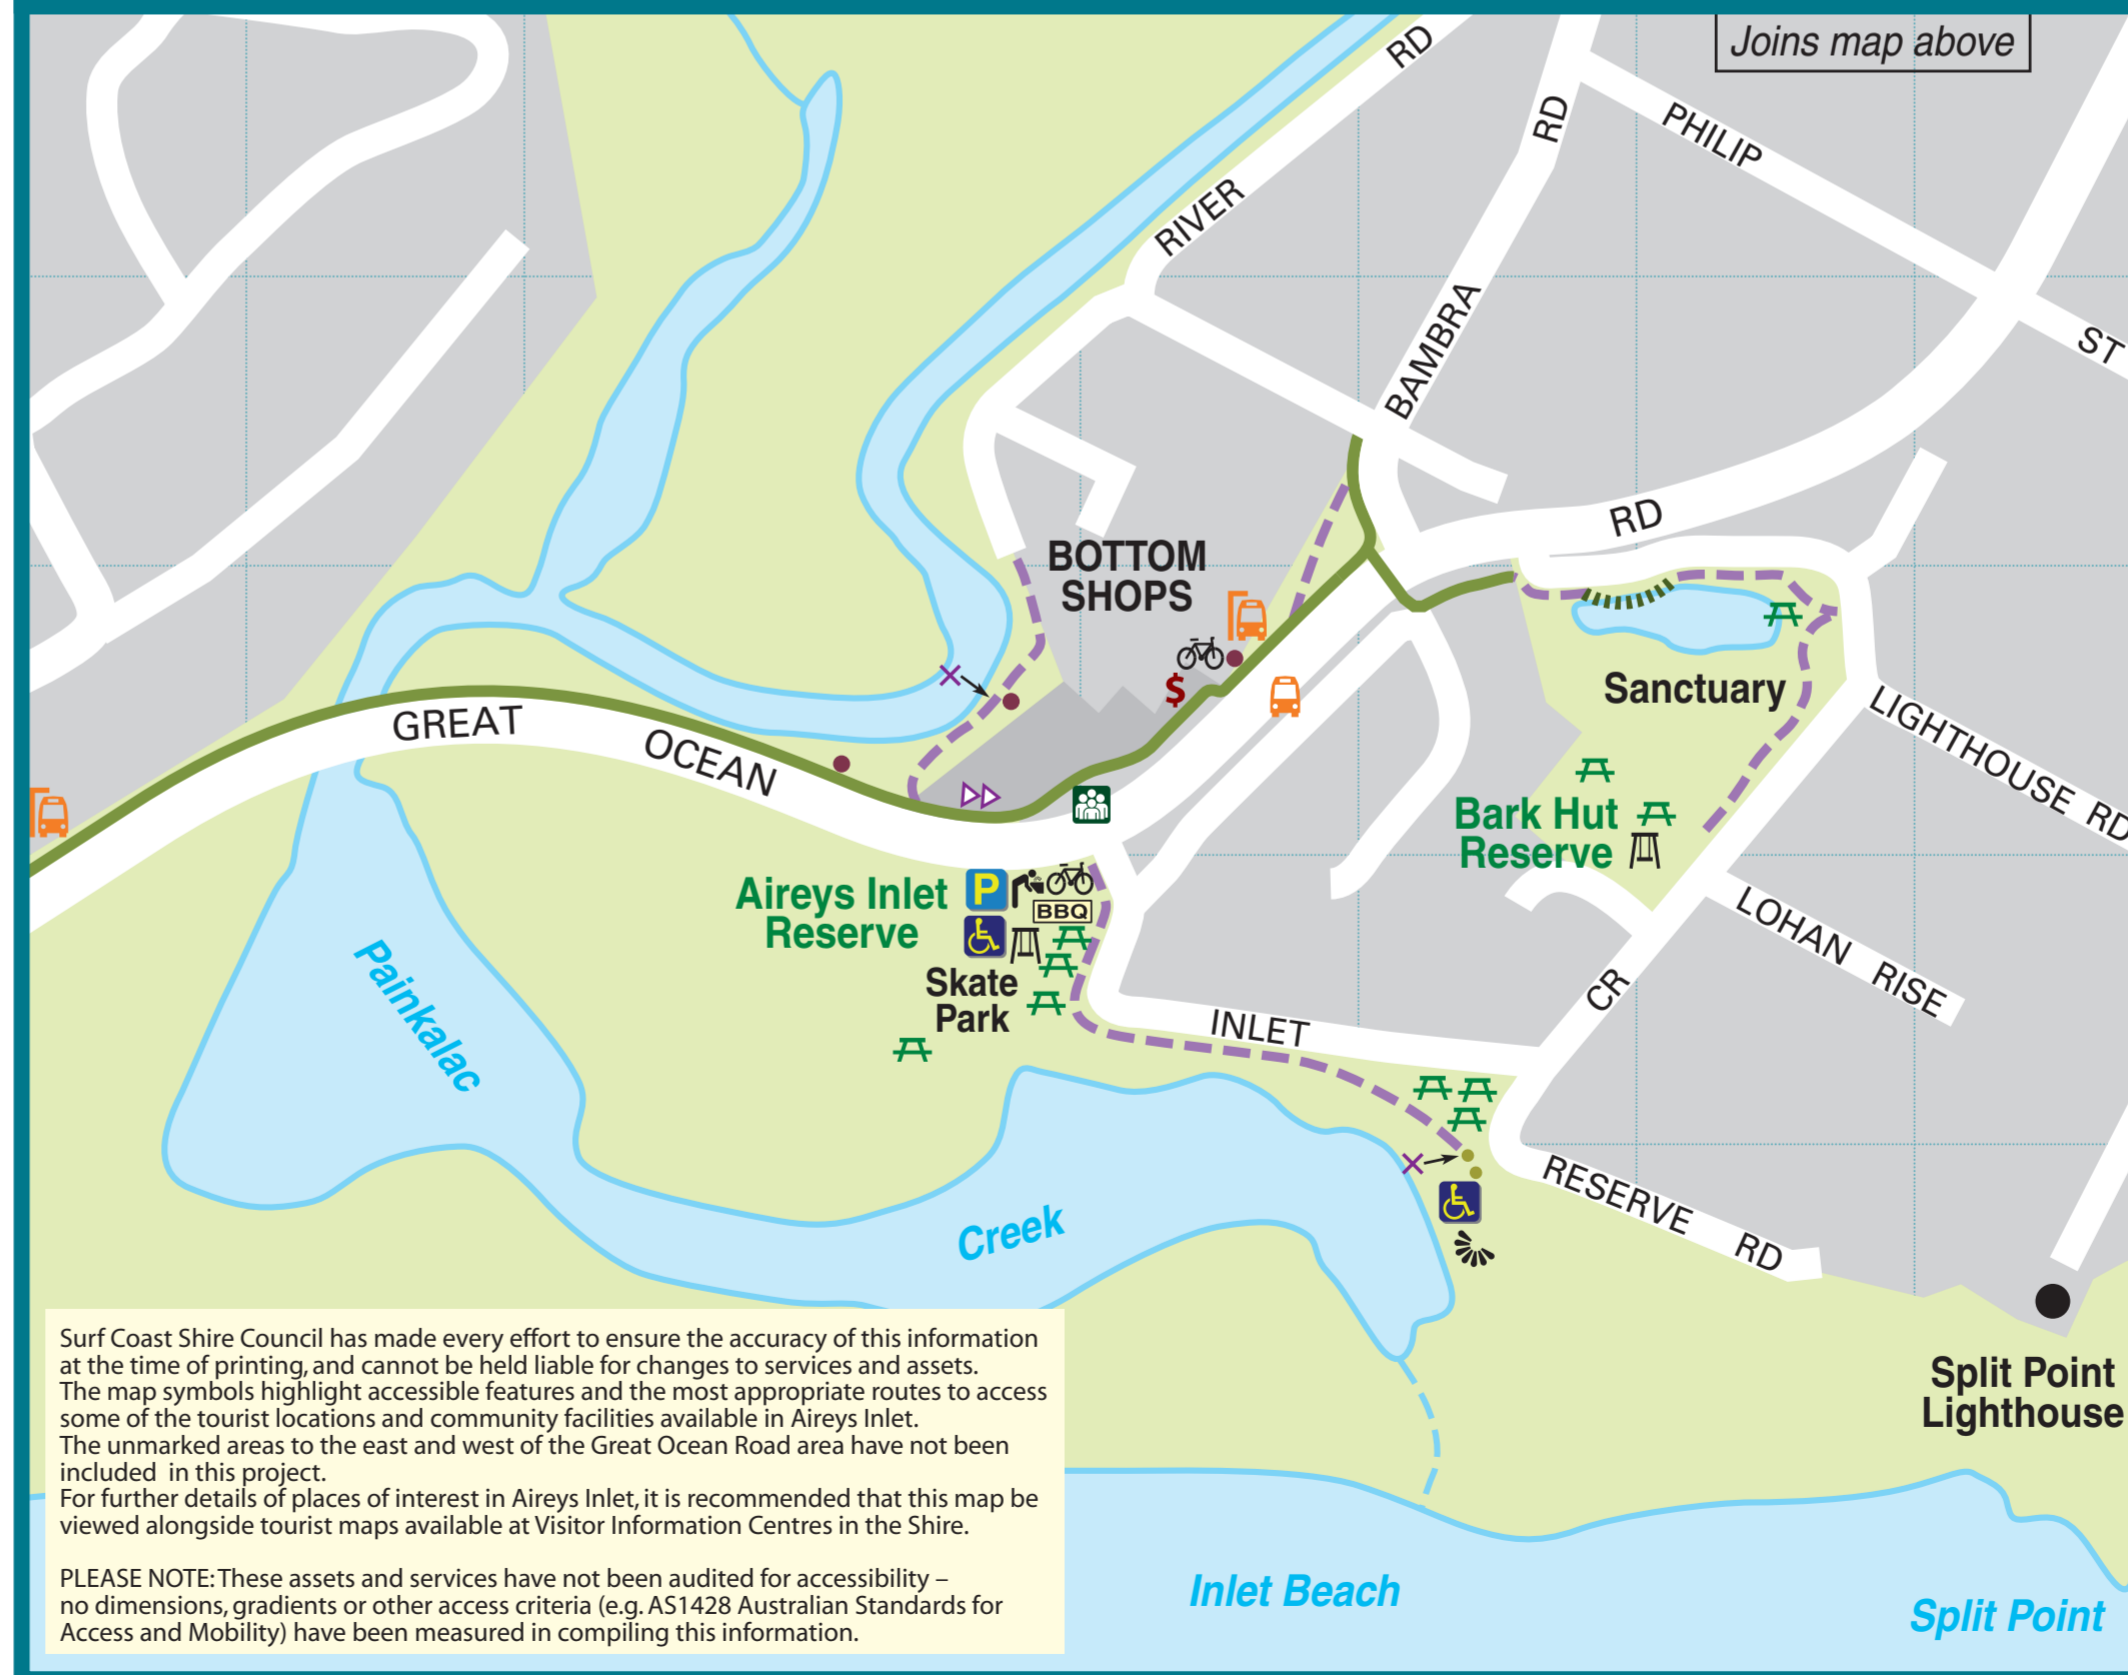 Joins map above
RD
RD
PHILIP
ST
RIVER
BAMBRA
RD
BOTTOM
SHOPS
$
Sanctuary
GREAT
OCEAN
LIGHTHOUSE RD
Bark Hut
Reserve
Aireys Inlet
Reserve
P
BBQ
Skate
Park
LOHAN RISE
CR
INLET
Painkalac
Creek
RESERVE RD
Split Point
Lighthouse
Surf Coast Shire Council has made every effort to ensure the accuracy of this information
at the time of printing, and cannot be held liable for changes to services and assets.
The map symbols highlight accessible features and the most appropriate routes to access
some of the tourist locations and community facilities available in Aireys Inlet.
The unmarked areas to the east and west of the Great Ocean Road area have not been
included in this project.
For further details of places of interest in Aireys Inlet, it is recommended that this map be
viewed alongside tourist maps available at Visitor Information Centres in the Shire.
PLEASE NOTE: These assets and services have not been audited for accessibility –
no dimensions, gradients or other access criteria (e.g. AS1428 Australian Standards for
Access and Mobility) have been measured in compiling this information.
Inlet Beach
Split Point